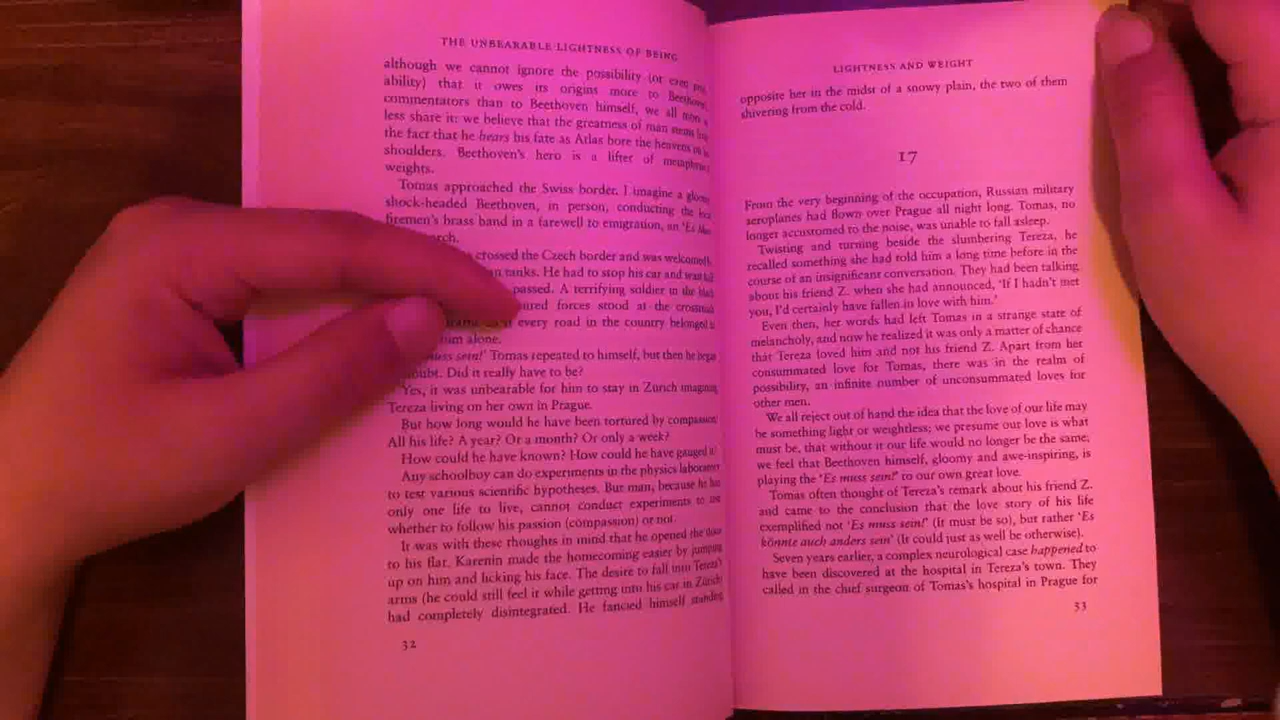 THE UNBEARABLE LIGHTNESS OF BEING
although we cannot ignore the possibility (or even
ability) that it owes its origins more to Beethoven's
commentators than to Beethoven himself, we all more
less share it: we believe that the greatness of man stems
the fact that he bears his fate as Atlas bore the heavens on
shoulders. Beethoven's hero is a lifter of metaphysical
weights.
Tomas approached the Swiss border. I imagine a gloomy
shock-headed Beethoven, in person, conducting the local
firemen's brass band in a farewell to emigration, an 'Es Muss
rch.
crossed the Czech border and was welcomed
n tanks. He had to stop his car and wait
passed. A terrifying soldier in the black
ured forces stood at the crossroads
every road in the country belonged
him alone.
muss sein!' Tomas repeated to himself, but then he began
doubt. Did it really have to be?
Yes, it was unbearable for him to stay in Zürich imagining
Tereza living on her own in Prague.
But how long would he have been tortured by compassion?
All his life? A year? Or a month? Or only a week?
How could he have known? How could he have gauged it?
Any schoolboy can do experiments in the physics laboratory
to test various scientific hypotheses. But man, because he has
only one life to live, cannot conduct experiments to see
whether to follow his passion (compassion) or not.
It was with these thoughts in mind that he opened the door
to his flat. Karenin made the homecoming easier by jumping
up on him and licking his face. The desire to fall into Tereza's
arms (he could still feel it while getting into his car in Zürich)
had completely disintegrated. He fancied himself standing
32
LIGHTNESS AND WEIGHT
opposite her in the midst of a snowy plain, the two of them
shivering from the cold.
17
From the very beginning of the occupation, Russian military
aeroplanes had flown over Prague all night long. Tomas, no
longer accustomed to the noise, was unable to fall asleep.
Twisting and turning beside the slumbering Tereza, he
recalled something she had told him a long time before in the
course of an insignificant conversation. They had been talking
about his friend Z. when she had announced, 'If I hadn't met
you, I'd certainly have fallen in love with him.'
Even then, her words had left Tomas in a strange state of
melancholy, and now he realized it was only a matter of chance
that Tereza loved him and not his friend Z. Apart from her
consummated love for Tomas, there was in the realm of
possibility, an infinite number of unconsummated loves for
other men.
We all reject out of hand the idea that the love of our life may
be something light or weightless; we presume our love is what
must be, that without it our life would no longer be the same;
we feel that Beethoven himself, gloomy and awe-inspiring, is
playing the 'Es muss sein!' to our own great love.
Tomas often thought of Tereza's remark about his friend Z.
and came to the conclusion that the love story of his life
exemplified not 'Es muss sein!' (It must be so), but rather 'Es
könnte auch anders sein' (It could just as well be otherwise).
Seven years earlier, a complex neurological case happened to
have been discovered at the hospital in Tereza's town. They
called in the chief surgeon of Tomas's hospital in Prague for
33